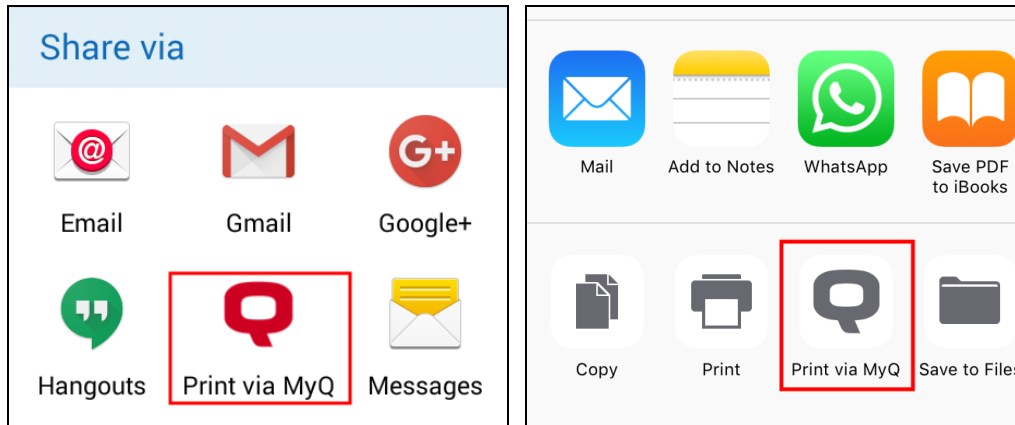 Share via
Email Gmail Google+
Hangouts Print via MyQ Messages
Mail Add to Notes WhatsApp Save PDF
to iBooks
Copy Print Print via MyQ Save to Files